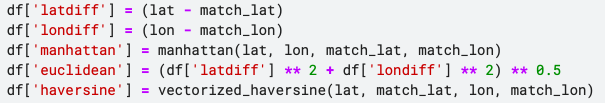 df['latdiff'] = (lat - match_lat)
df['londiff'] = (lon - match_lon)
df['manhattan'] = manhattan(lat, lon, match_lat, match_lon)
df['euclidean'] = (df['latdiff'] ** 2 + df['londiff'] ** 2) ** 0.5
df['haversine'] = vectorized_haversine(lat, match_lat, lon, match_lon)